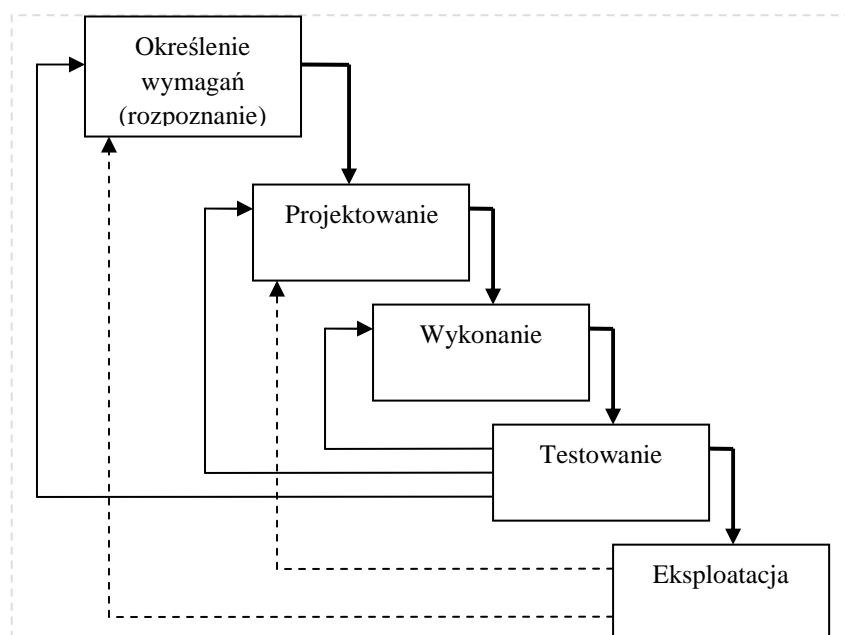 Określenie
wymagań
(rozpoznanie)
Projektowanie
Wykonanie
Testowanie
Eksploatacja